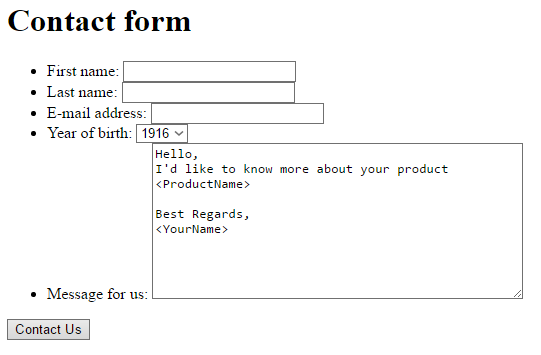 Contact form
First name:
Last name:
E-mail address:
Year of birth: 1916
Hello,
I'd like to know more about your product
<ProductName>
Best Regards,
<YourName>
Message for us:
Contact Us